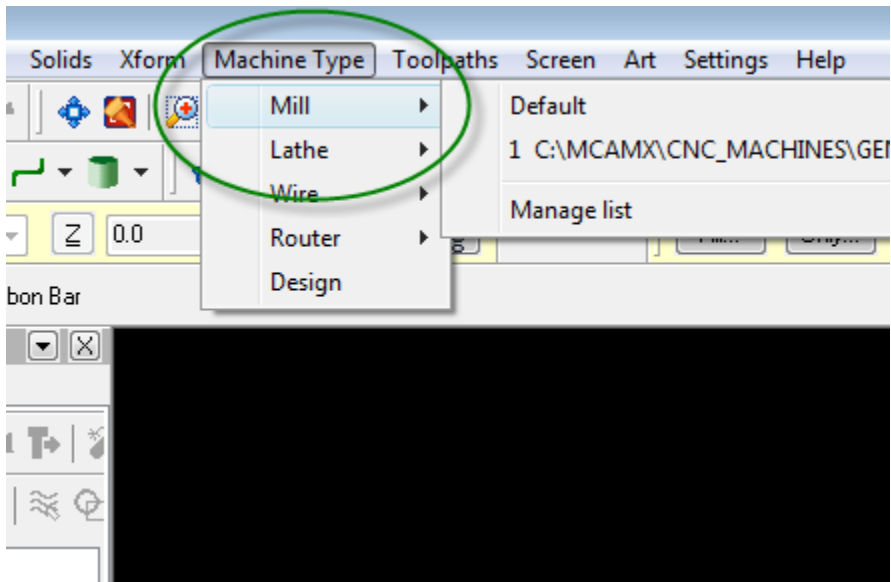 Solids Xform Machine Type Toolpaths Screen Art Settings Help
Mill Default
Lathe 1 C:\MCAMX\CNC_MACHINES\GEN
Wire
Manage list
Z 0.0 Router
Design
bon Bar